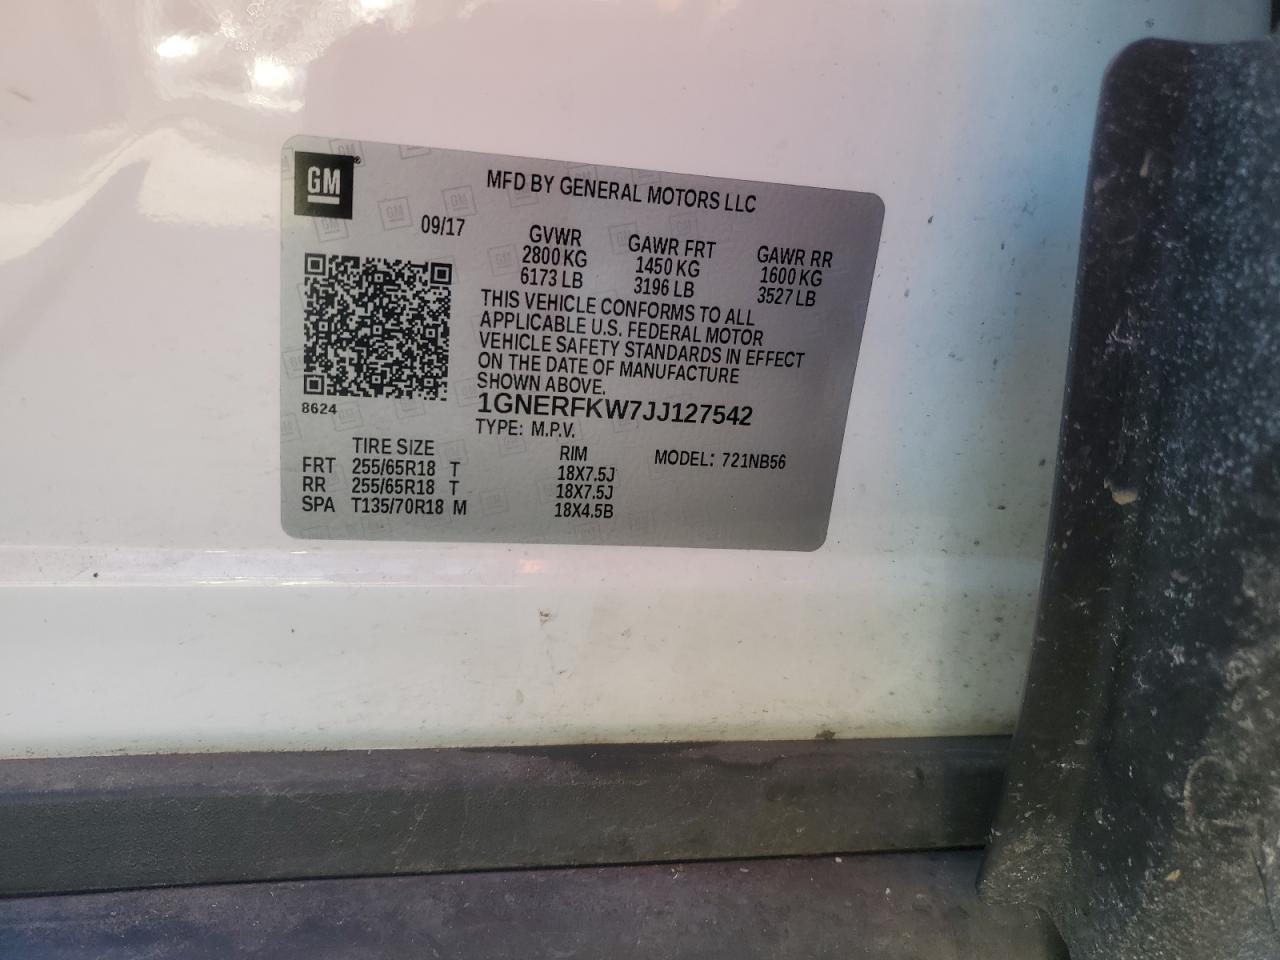 GM
MFD BY GENERAL MOTORS LLC
09/17
GVWR GAWR FRT GAWR RR
2800 KG 1450 KG 1600 KG
6173 LB 3196 LB 3527 LB
THIS VEHICLE CONFORMS TO ALL
APPLICABLE U.S. FEDERAL MOTOR
VEHICLE SAFETY STANDARDS IN EFFECT
ON THE DATE OF MANUFACTURE
SHOWN ABOVE.
8624
1GNERFKW7JJ127542
TYPE: M.P.V.
TIRE SIZE RIM MODEL: 721NB56
FRT 255/65R18 T 18X7.5J
RR 255/65R18 T 18X7.5J
SPA T135/70R18 M 18X4.5B